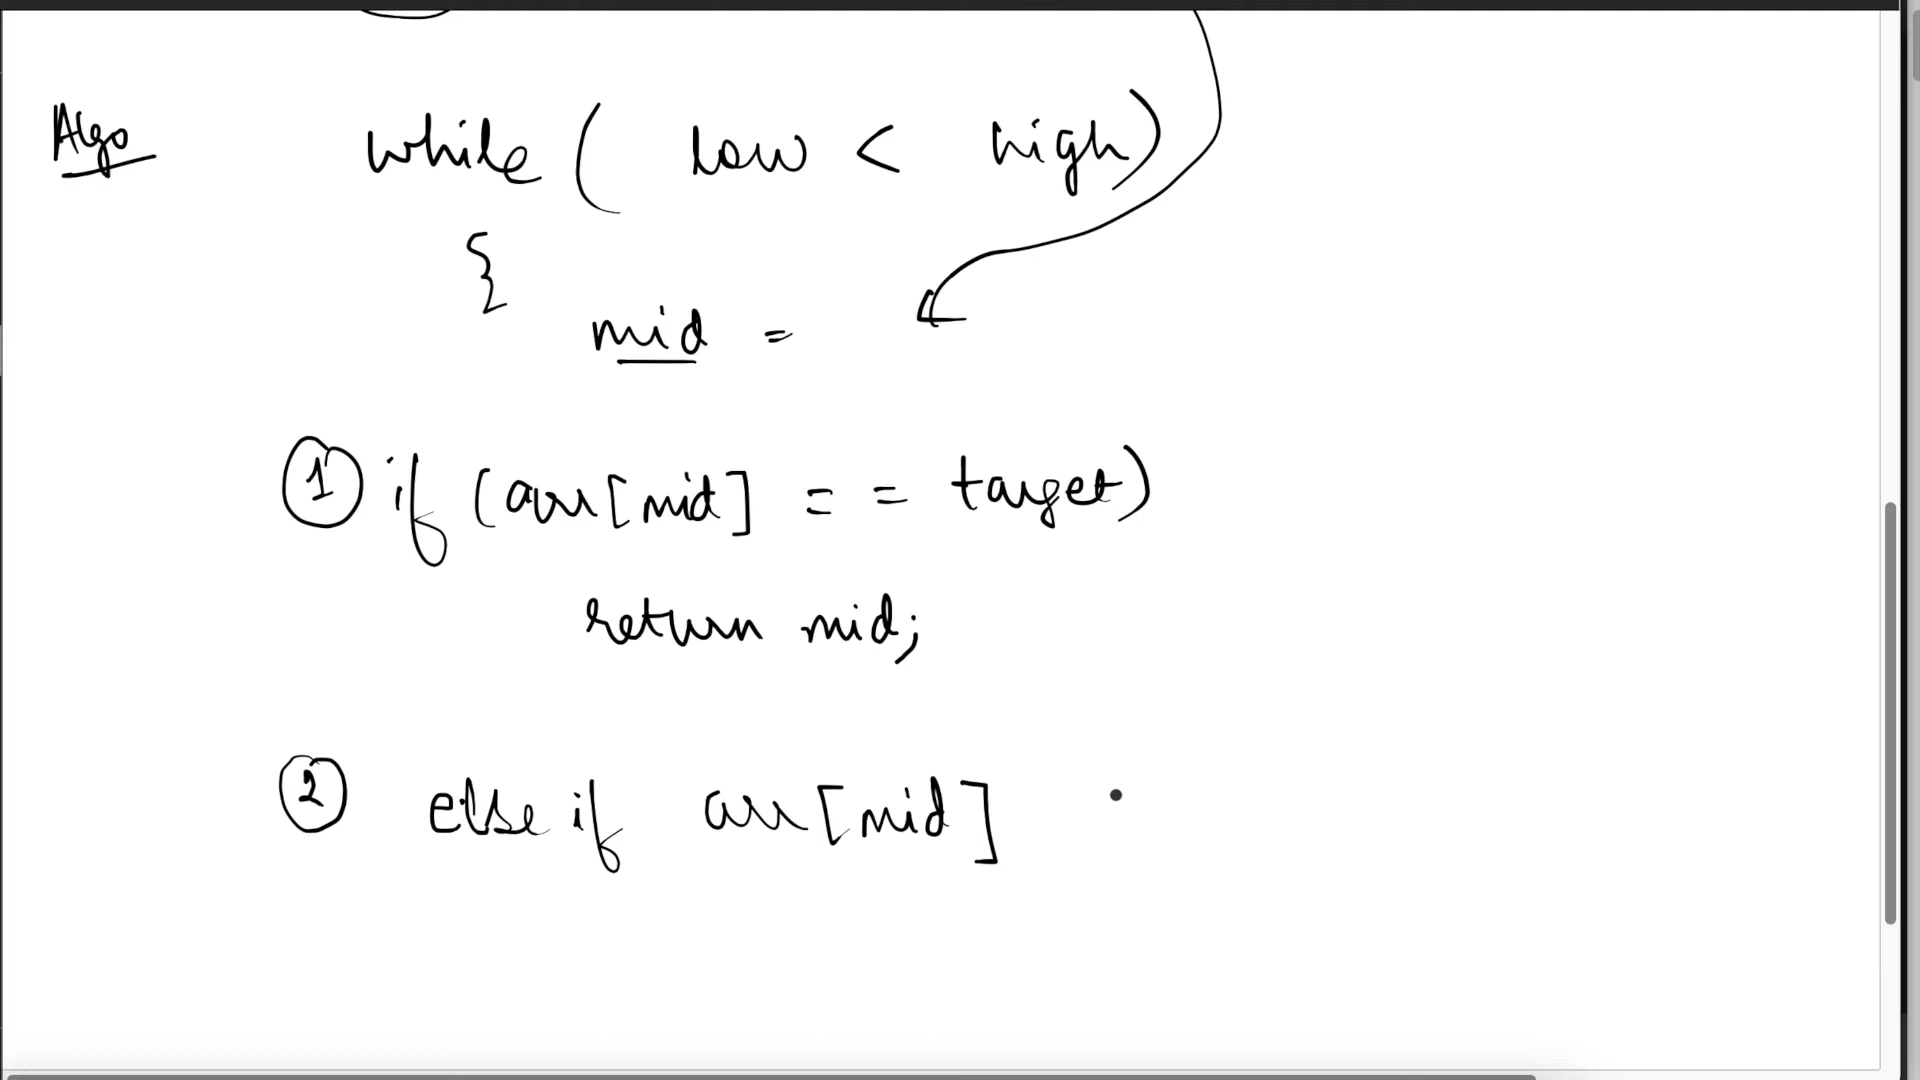 Algo while ( low < high)
{
mid =
1 if (arr[mid] = = target)
return mid;
2 else if arr[mid]